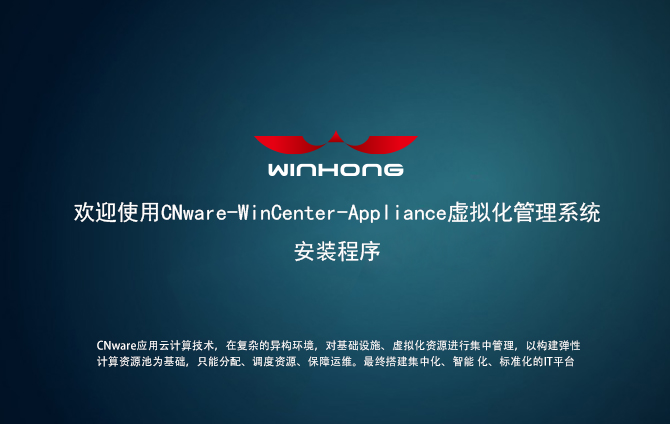 WINHONG
欢迎使用CNware-WinCenter-Appliance虚拟化管理系统
安装程序
CNware应用云计算技术，在复杂的异构环境，对基础设施、虚拟化资源进行集中管理，以构建弹性
计算资源池为基础，只能分配、调度资源、保障运维。最终搭建集中化、智能 化、标准化的IT平台